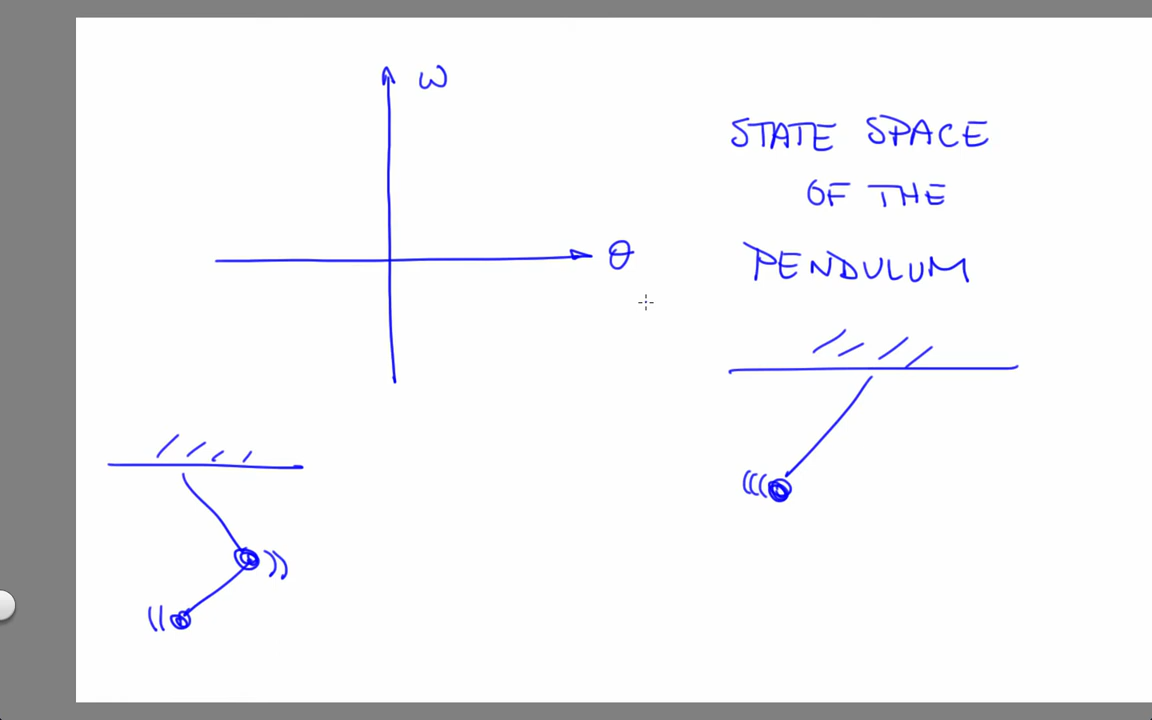 ω
STATE SPACE
OF THE
θ
PENDULUM